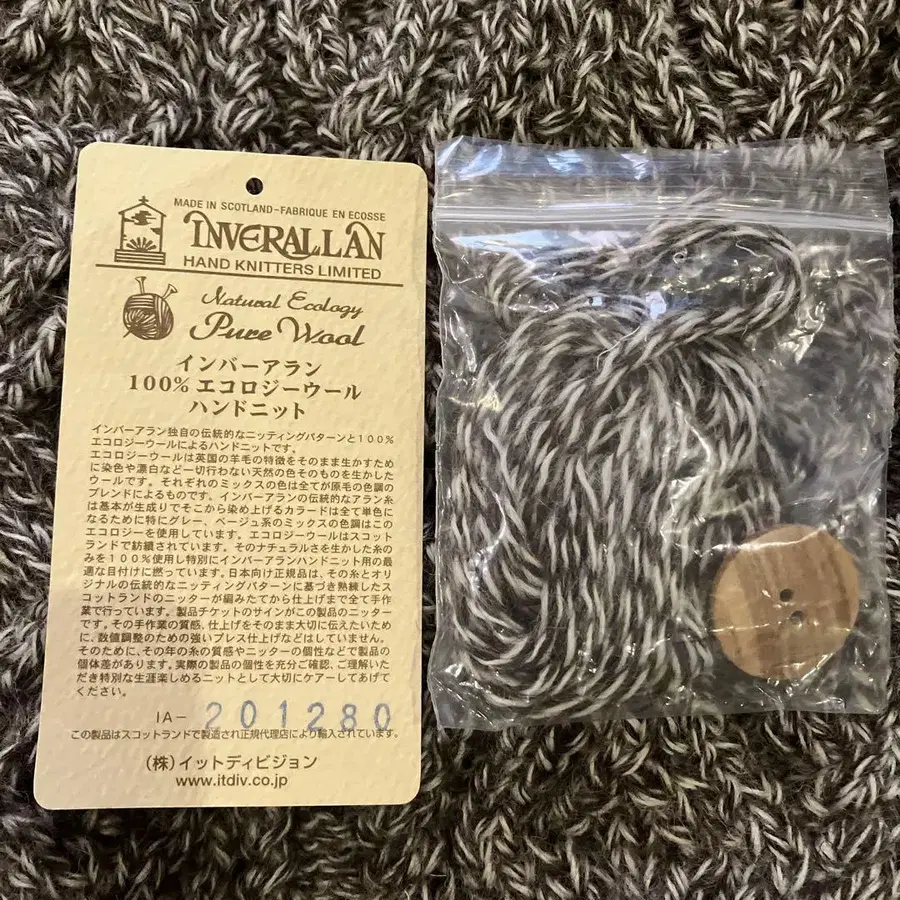 MADE IN SCOTLAND-FABRIQUE EN ECOSSE
INVERALLAN
HAND KNITTERS LIMITED
Natural Ecology
Pure Wool
インバーアラン
100%エコロジーウール
ハンドニット
インバーアラン独自の伝統的なニッティングパターンと100%
エコロジーウールによるハンドニットです。
エコロジーウールは英国の羊毛の特徴をそのまま生かすため
に染色や漂白など一切行わない天然の色そのものを生かした
ウールです。それぞれのミックスの色は全てが原毛の色調の
ブレンドによるものです。インバーアランの伝統的なアラン糸
は基本が生成りでそこから染め上げるカラードは全て単色に
なるために特にグレー、ベージュ系のミックスの色調はこの
エコロジーを使用しています。エコロジーウールはスコット
ランドで紡績されています。そのナチュラルさを生かした糸の
みを100%使用し特別にインバーアランハンドニット用の最
適な目付けに撚っています。日本向け正規品は、その糸とオリ
ジナルの伝統的なニッティングパターンに基づき熟練したス
コットランドのニッターが編みたてから仕上げまで全て手作
業で行っています。製品チケットのサインがこの製品のニッター
です。その手作業の質感、仕上げをそのまま大切に伝えたいため
に、数値調整のための強いプレス仕上げなどはしていません。
そのために、その年の糸の質感やニッターの個性などで製品の
個体差があります。実際の製品の個性を充分ご確認、ご理解いた
だき特別な生涯楽しめるニットとして大切にケアーしてあげて
ください。
IA- 201280
この製品はスコットランドで製造され正規代理店により輸入されています。
(株)イットディビジョン
www.itdiv.co.jp